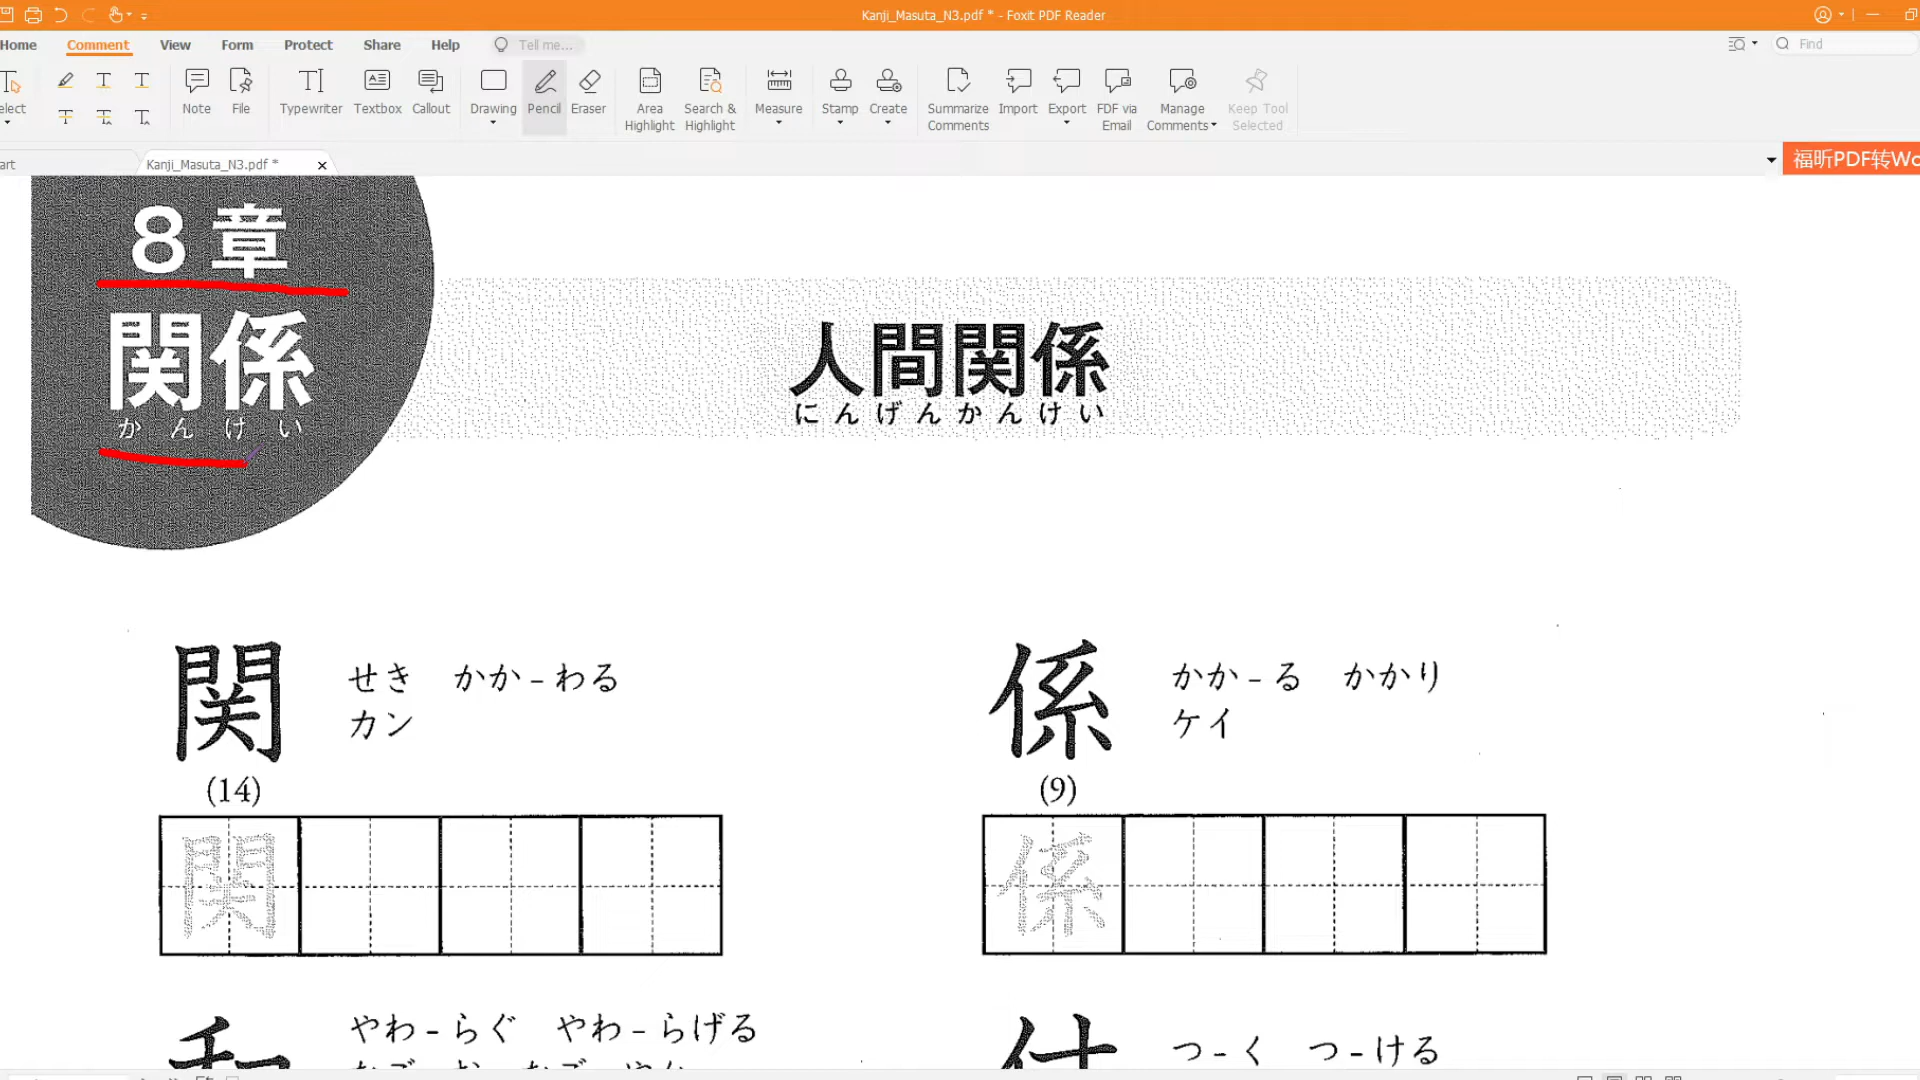 Kanji_Masuta_N3.pdf * - Foxit PDF Reader
Home Comment View Form Protect Share Help Tell me... Find
Note File Typewriter Textbox Callout Drawing Pencil Eraser Area Highlight Search & Highlight Measure Stamp Create Summarize Comments Import Export FDF via Email Manage Comments Keep Tool Selected
Kanji_Masuta_N3.pdf *
8章
関係
かんけい
人間関係
にんげんかんけい
関 せき かか-わる
カン
(14)
関
係 かか-る かかり
ケイ
(9)
係
やわ-らぐ やわ-らげる
つ-く つ-ける